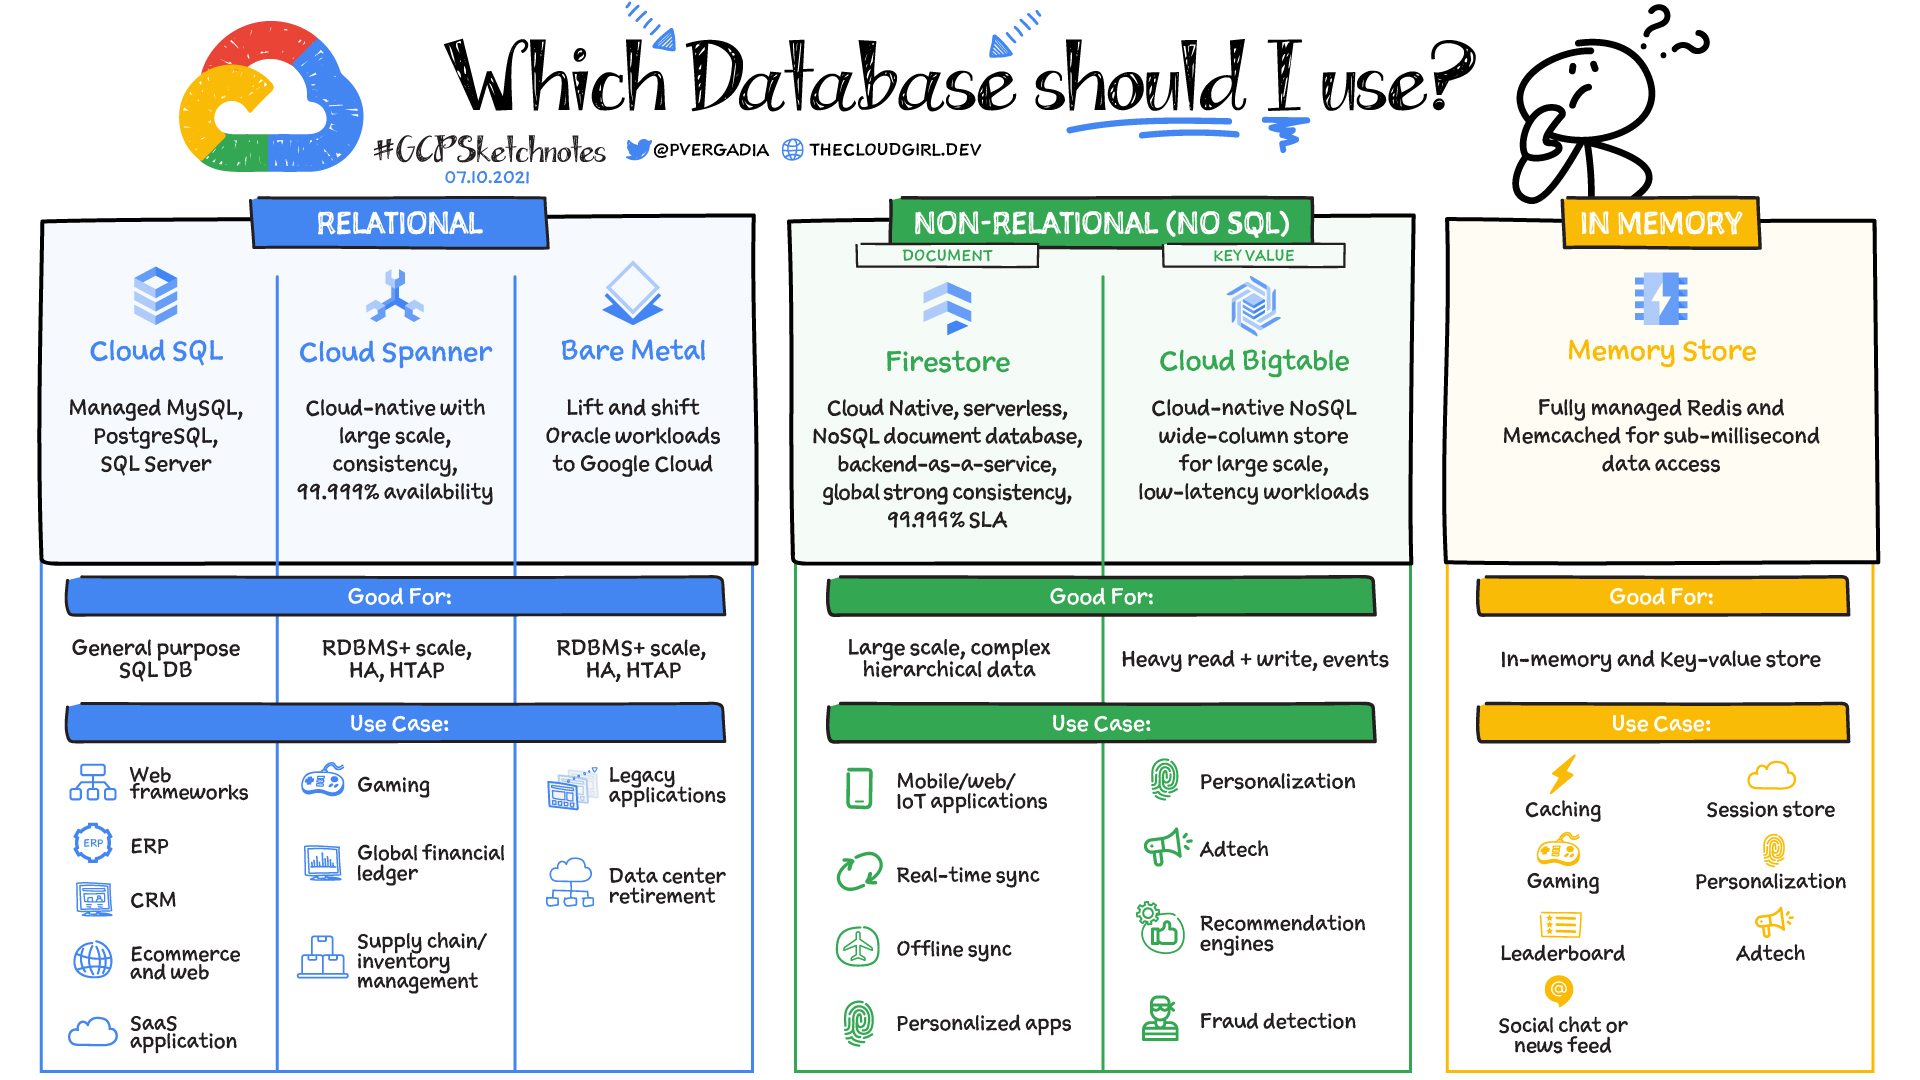 Which Database should I use?
#GCPSketchnotes
@PVERGADIA
THECLOUDGIRL.DEV
07.10.2021
RELATIONAL
Cloud SQL
Managed MySQL,
PostgreSQL,
SQL Server
Cloud Spanner
Cloud-native with
large scale,
consistency,
99.999% availability
Bare Metal
Lift and shift
Oracle workloads
to Google Cloud
Good For:
General purpose
SQL DB
RDBMS+ scale,
HA, HTAP
RDBMS+ scale,
HA, HTAP
Use Case:
Web
frameworks
ERP
ERP
CRM
Ecommerce
and web
SaaS
application
Gaming
Global financial
ledger
Supply chain/
inventory
management
Legacy
applications
Data center
retirement
NON-RELATIONAL (NO SQL)
DOCUMENT
Firestore
Cloud Native, serverless,
NoSQL document database,
backend-as-a-service,
global strong consistency,
99.999% SLA
KEY VALUE
Cloud Bigtable
Cloud-native NoSQL
wide-column store
for large scale,
low-latency workloads
Good For:
Large scale, complex
hierarchical data
Heavy read + write, events
Use Case:
Mobile/web/
IoT applications
Real-time sync
Offline sync
Personalized apps
Personalization
Adtech
Recommendation
engines
Fraud detection
IN MEMORY
Memory Store
Fully managed Redis and
Memcached for sub-millisecond
data access
Good For:
In-memory and Key-value store
Use Case:
Caching
Session store
Gaming
Personalization
Leaderboard
Adtech
@
Social chat or
news feed